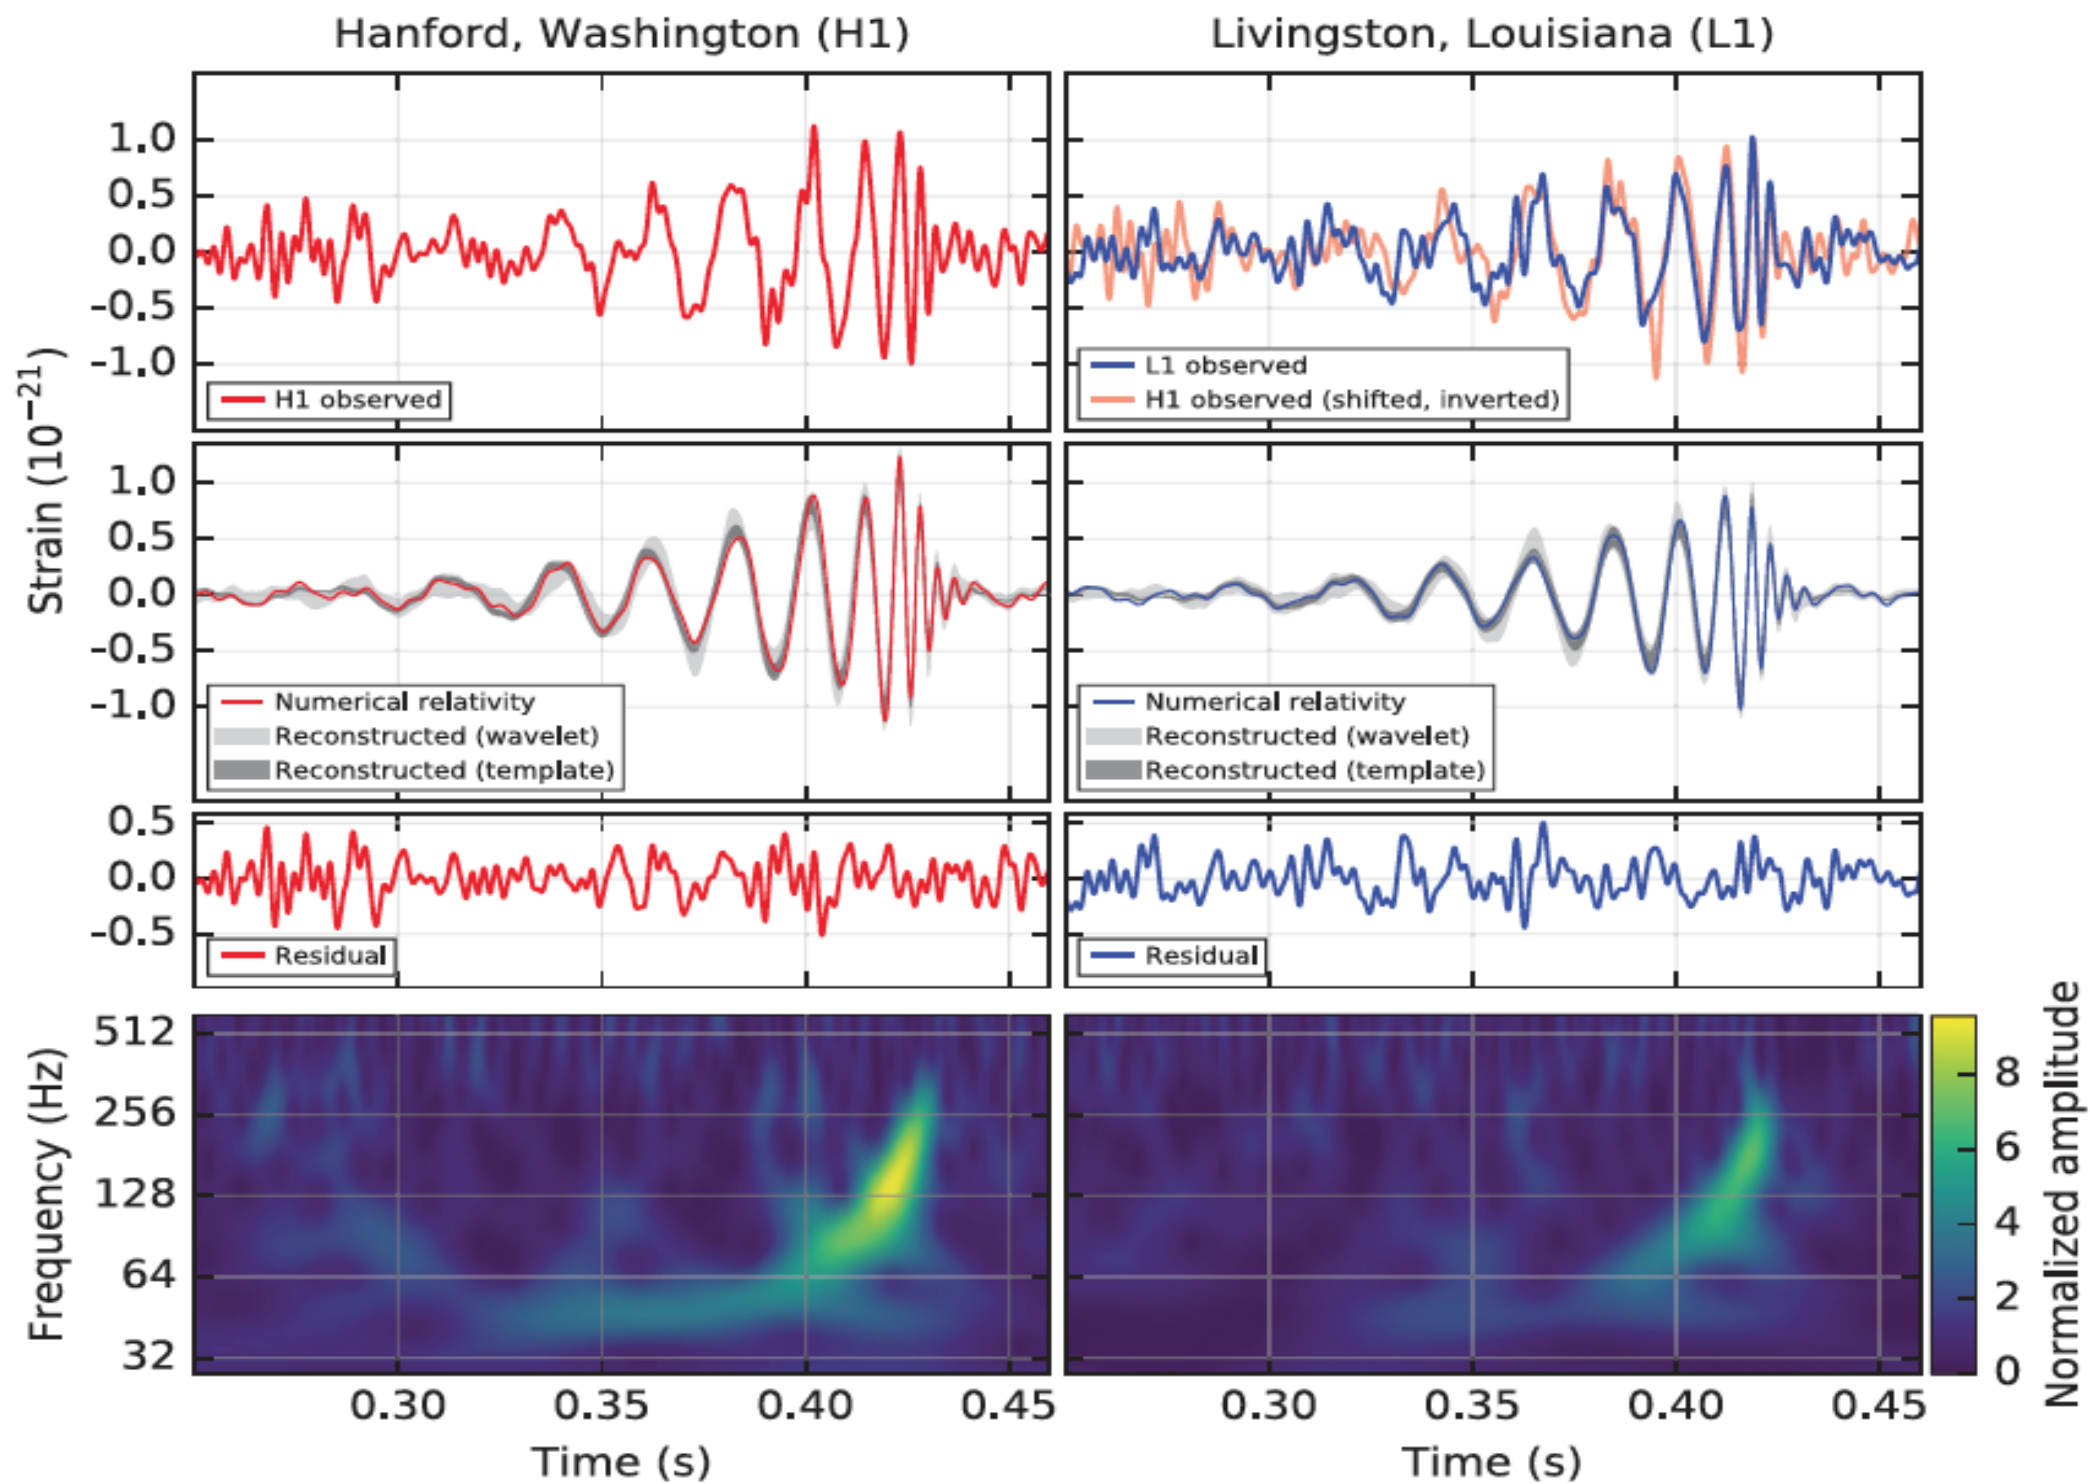 Hanford, Washington (H1)
Livingston, Louisiana (L1)
1.0
0.5
0.0
-0.5
-1.0
H1 observed
L1 observed
H1 observed (shifted, inverted)
Strain (10⁻²¹)
1.0
0.5
0.0
-0.5
-1.0
Numerical relativity
Reconstructed (wavelet)
Reconstructed (template)
Numerical relativity
Reconstructed (wavelet)
Reconstructed (template)
0.5
0.0
-0.5
Residual
Residual
Frequency (Hz)
512
256
128
64
32
8
6
4
2
0
Normalized amplitude
0.30 0.35 0.40 0.45
0.30 0.35 0.40 0.45
Time (s)
Time (s)